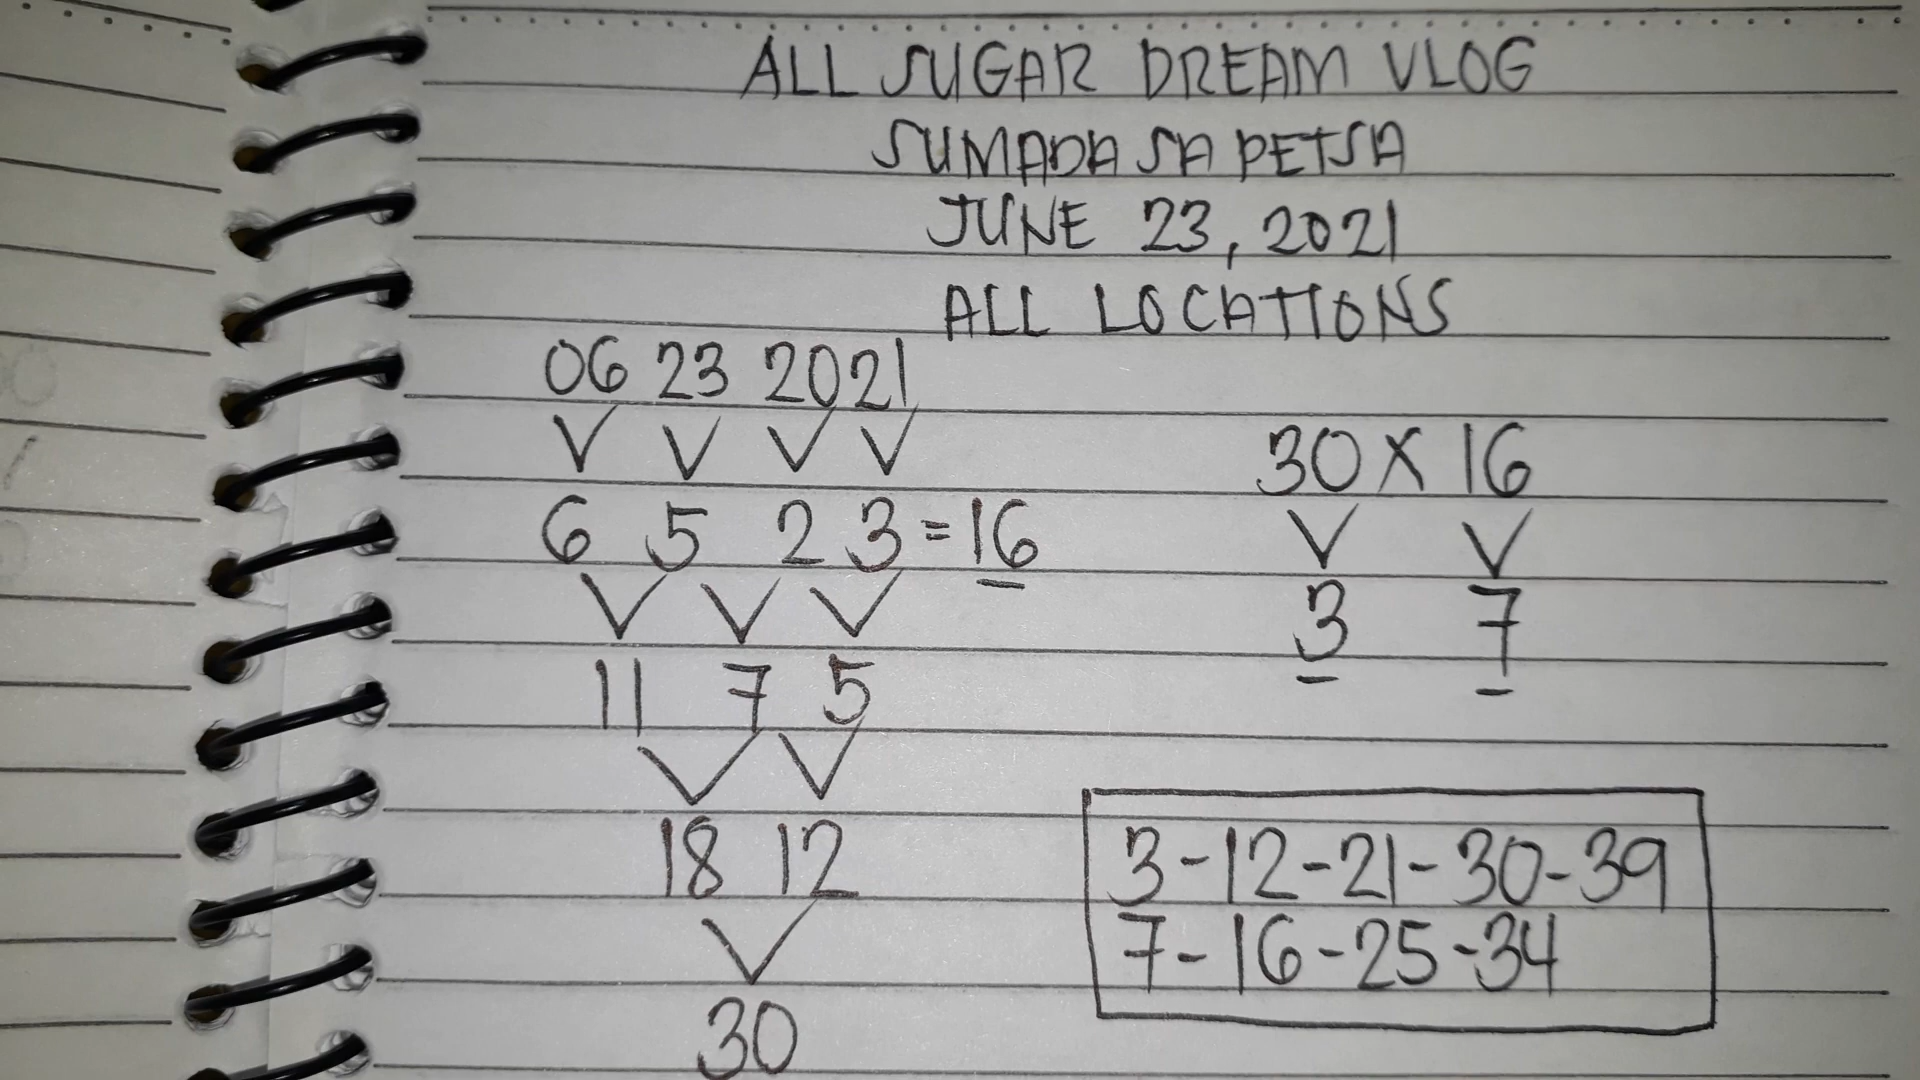 ALL SUGAR DREAM VLOG
SUMADA SA PETSA
JUNE 23, 2021
ALL LOCATIONS
06 23 2021
6 5 2 3 = 16
11 7 5
18 12
30
30 X 16
3 7
3-12-21-30-39
7-16-25-34